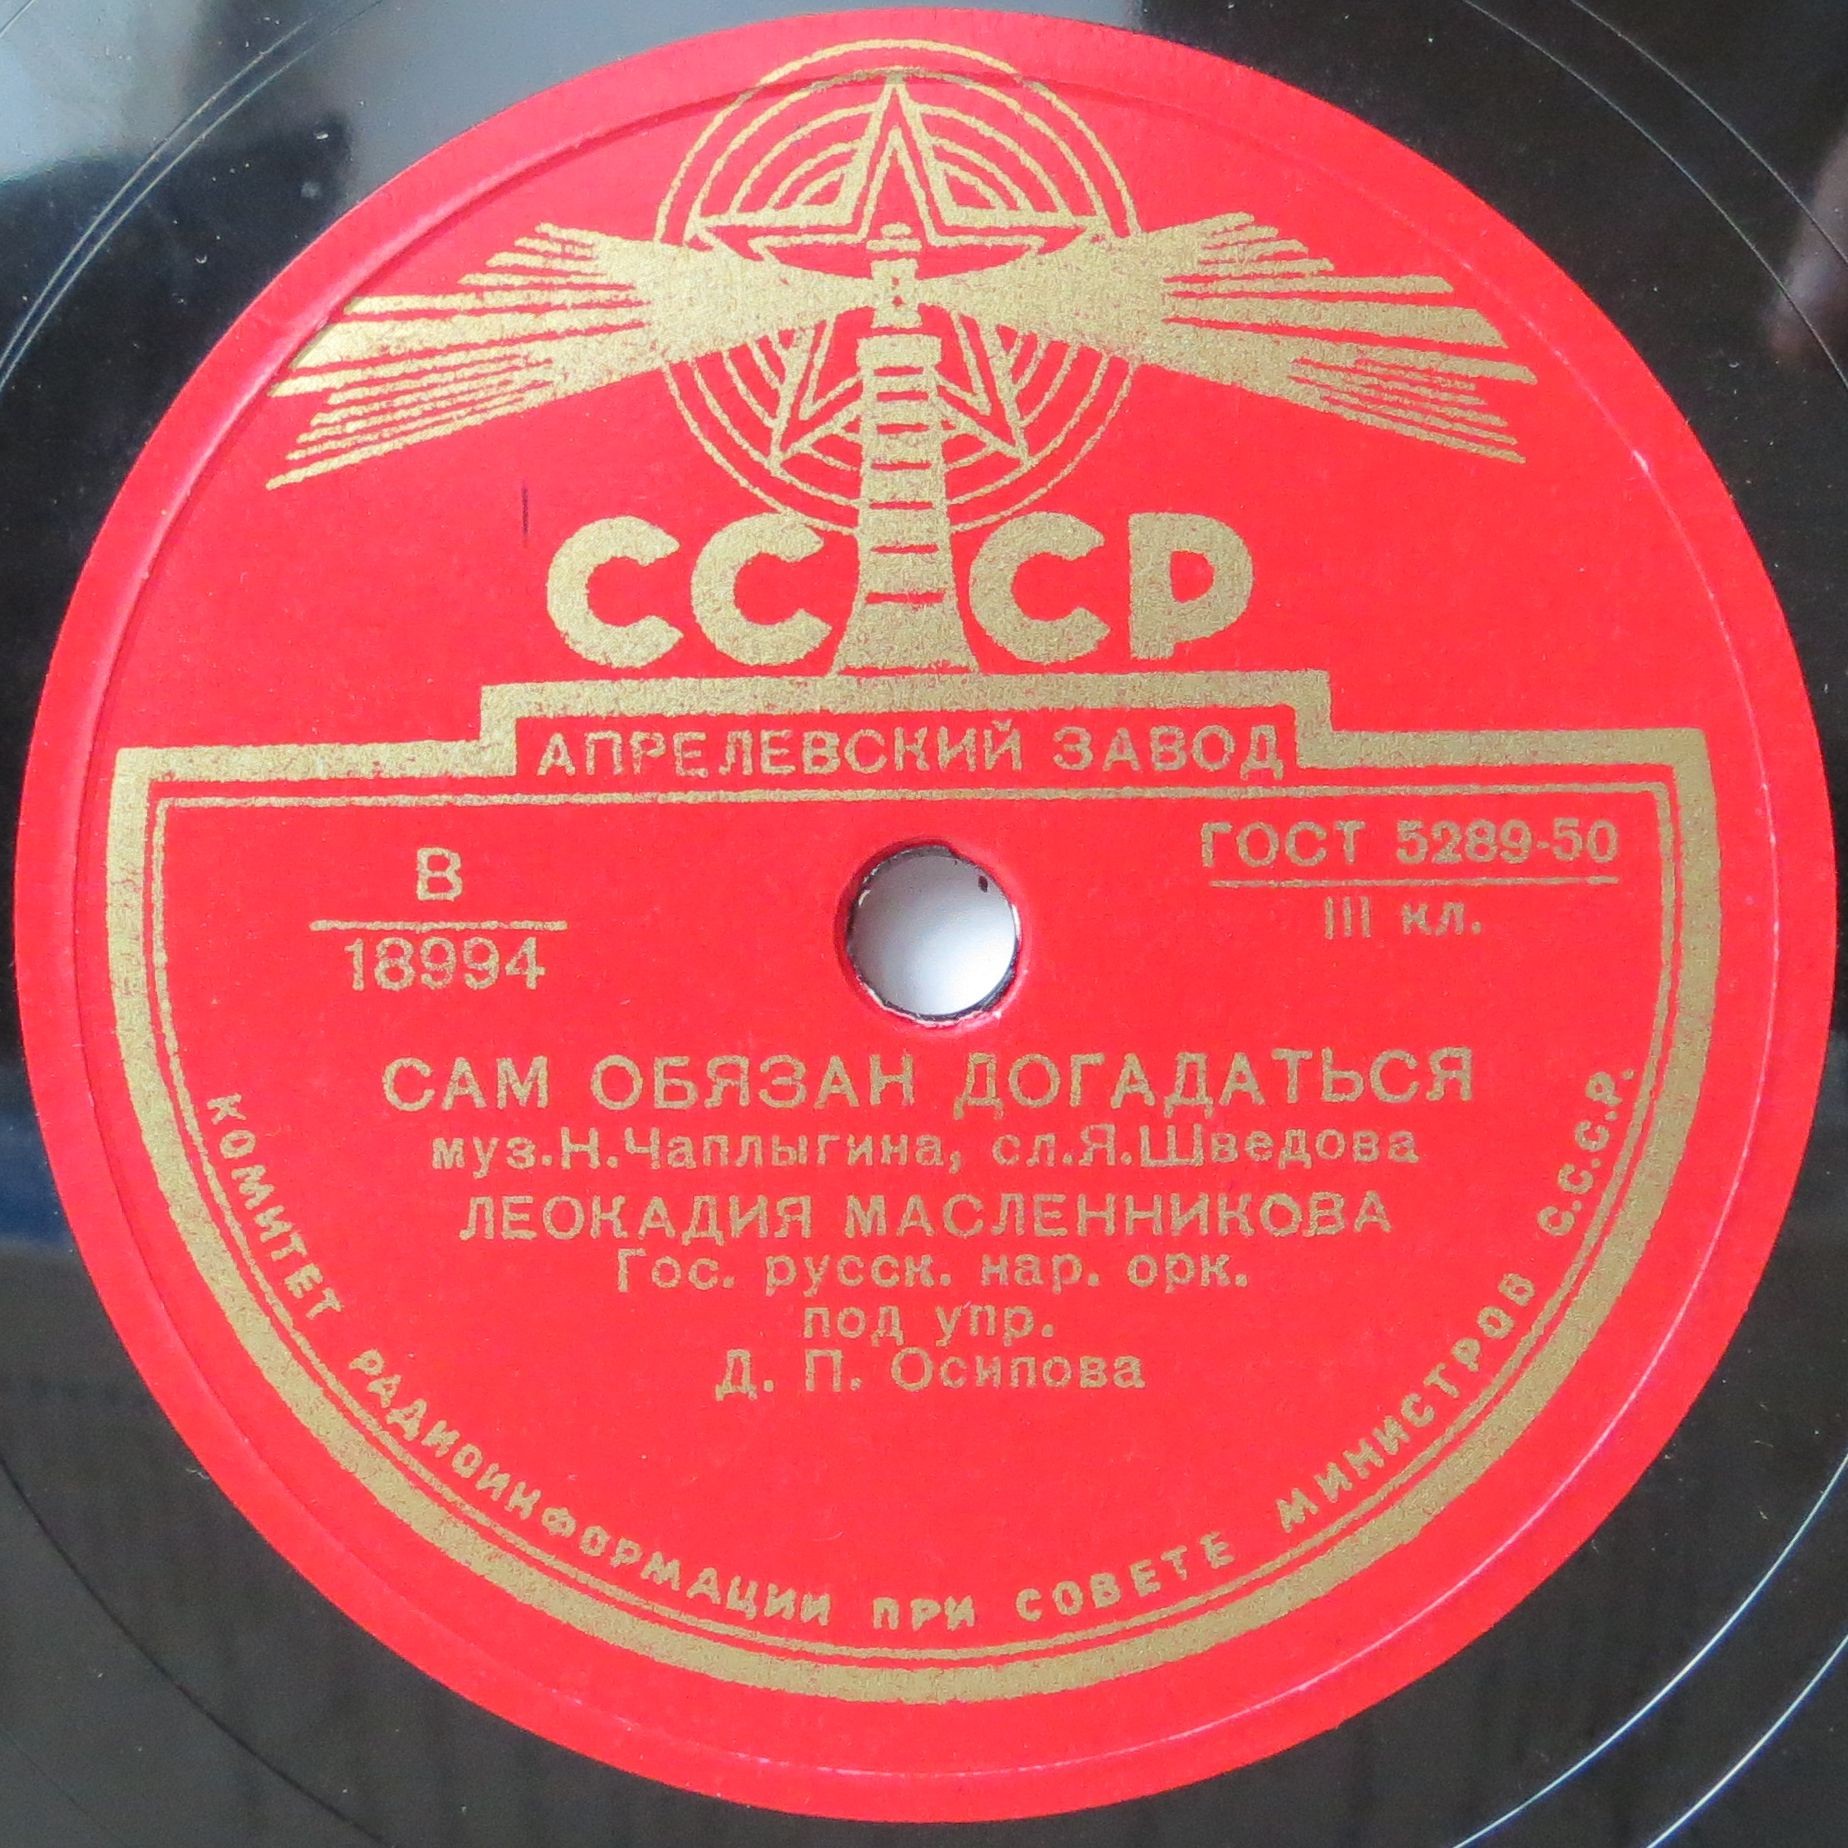 СССР
АПРЕЛЕВСКИЙ ЗАВОД
В
18994
ГОСТ 5289-50
III кл.
САМ ОБЯЗАН ДОГАДАТЬСЯ
муз.Н.Чаплыгина, сл.Я.Шведова
ЛЕОКАДИЯ МАСЛЕННИКОВА
Гос. русск. нар. орк.
под упр.
Д. П. Осипова
КОМИТЕТ РАДИОИНФОРМАЦИИ ПРИ СОВЕТЕ МИНИСТРОВ С.С.С.Р.